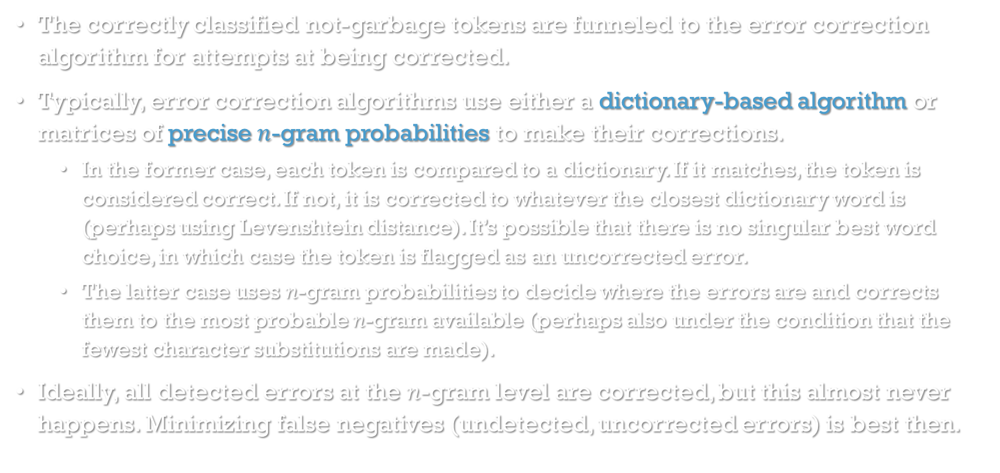 • The correctly classified not-garbage tokens are funneled to the error correction
algorithm for attempts at being corrected.
• Typically, error correction algorithms use either a dictionary-based algorithm or
matrices of precise n-gram probabilities to make their corrections.
• In the former case, each token is compared to a dictionary. If it matches, the token is
considered correct. If not, it is corrected to whatever the closest dictionary word is
(perhaps using Levenshtein distance). It’s possible that there is no singular best word
choice, in which case the token is flagged as an uncorrected error.
• The latter case uses n-gram probabilities to decide where the errors are and corrects
them to the most probable n-gram available (perhaps also under the condition that the
fewest character substitutions are made).
• Ideally, all detected errors at the n-gram level are corrected, but this almost never
happens. Minimizing false negatives (undetected, uncorrected errors) is best then.